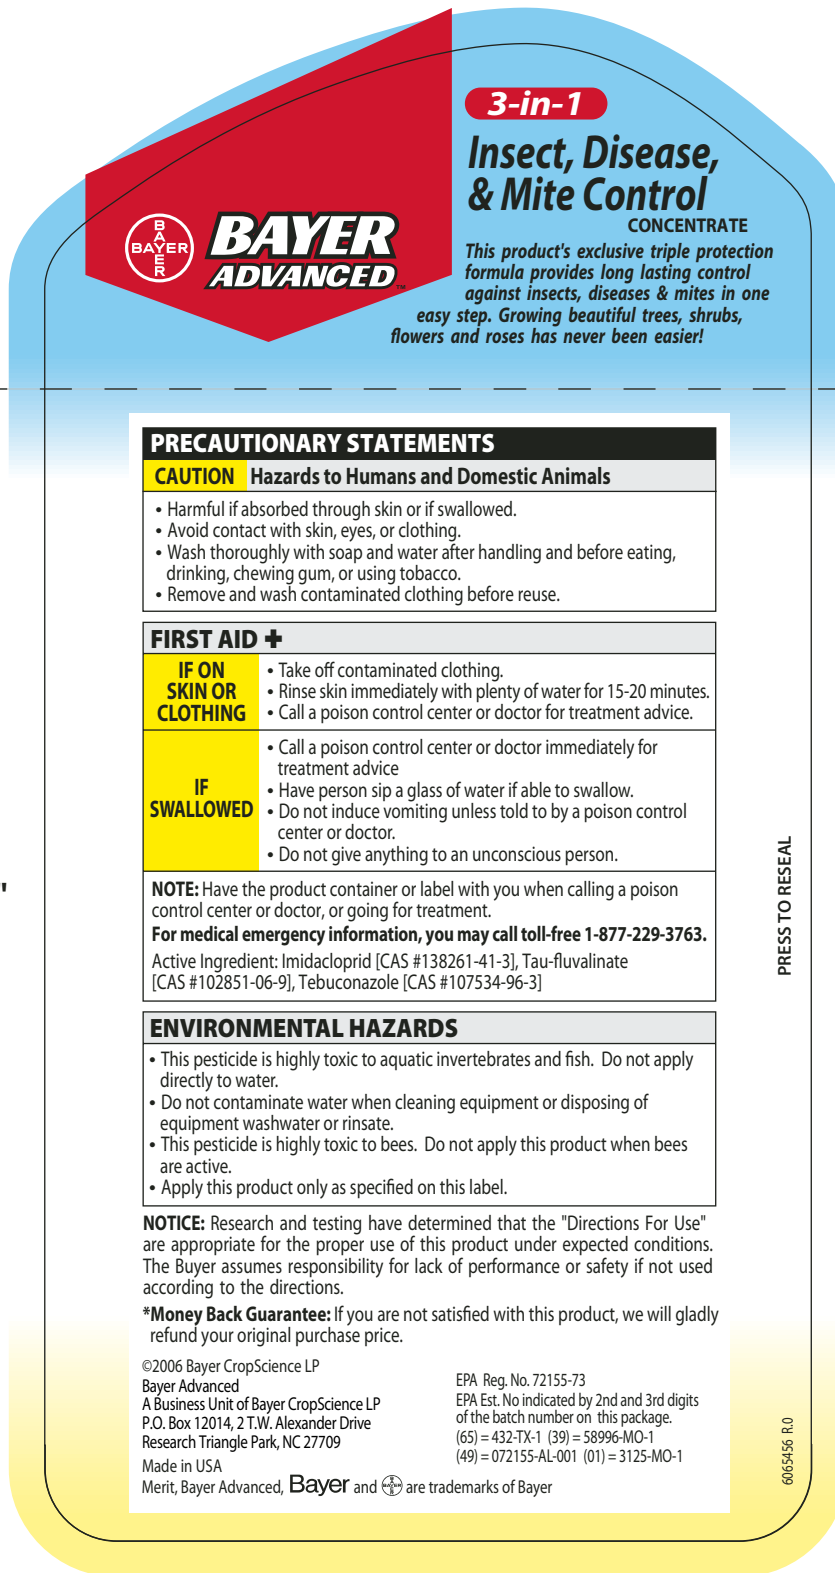 3-in-1
Insect, Disease,
& Mite Control
CONCENTRATE
This product's exclusive triple protection
formula provides long lasting control
against insects, diseases & mites in one
easy step. Growing beautiful trees, shrubs,
flowers and roses has never been easier!
BAYER
BAYER
BAYER
ADVANCED™
PRECAUTIONARY STATEMENTS
CAUTION Hazards to Humans and Domestic Animals
• Harmful if absorbed through skin or if swallowed.
• Avoid contact with skin, eyes, or clothing.
• Wash thoroughly with soap and water after handling and before eating,
drinking, chewing gum, or using tobacco.
• Remove and wash contaminated clothing before reuse.
FIRST AID ✚
IF ON
SKIN OR
CLOTHING
• Take off contaminated clothing.
• Rinse skin immediately with plenty of water for 15-20 minutes.
• Call a poison control center or doctor for treatment advice.
IF
SWALLOWED
• Call a poison control center or doctor immediately for
treatment advice
• Have person sip a glass of water if able to swallow.
• Do not induce vomiting unless told to by a poison control
center or doctor.
• Do not give anything to an unconscious person.
NOTE: Have the product container or label with you when calling a poison
control center or doctor, or going for treatment.
For medical emergency information, you may call toll-free 1-877-229-3763.
Active Ingredient: Imidacloprid [CAS #138261-41-3], Tau-fluvalinate
[CAS #102851-06-9], Tebuconazole [CAS #107534-96-3]
ENVIRONMENTAL HAZARDS
• This pesticide is highly toxic to aquatic invertebrates and fish. Do not apply
directly to water.
• Do not contaminate water when cleaning equipment or disposing of
equipment washwater or rinsate.
• This pesticide is highly toxic to bees. Do not apply this product when bees
are active.
• Apply this product only as specified on this label.
NOTICE: Research and testing have determined that the "Directions For Use"
are appropriate for the proper use of this product under expected conditions.
The Buyer assumes responsibility for lack of performance or safety if not used
according to the directions.
*Money Back Guarantee: If you are not satisfied with this product, we will gladly
refund your original purchase price.
©2006 Bayer CropScience LP
Bayer Advanced
A Business Unit of Bayer CropScience LP
P.O. Box 12014, 2 T.W. Alexander Drive
Research Triangle Park, NC 27709
Made in USA
Merit, Bayer Advanced, Bayer and BAYER BAYER are trademarks of Bayer
EPA Reg. No. 72155-73
EPA Est. No indicated by 2nd and 3rd digits
of the batch number on this package.
(65) = 432-TX-1 (39) = 58996-MO-1
(49) = 072155-AL-001 (01) = 3125-MO-1
PRESS TO RESEAL
6065456 R.0
"